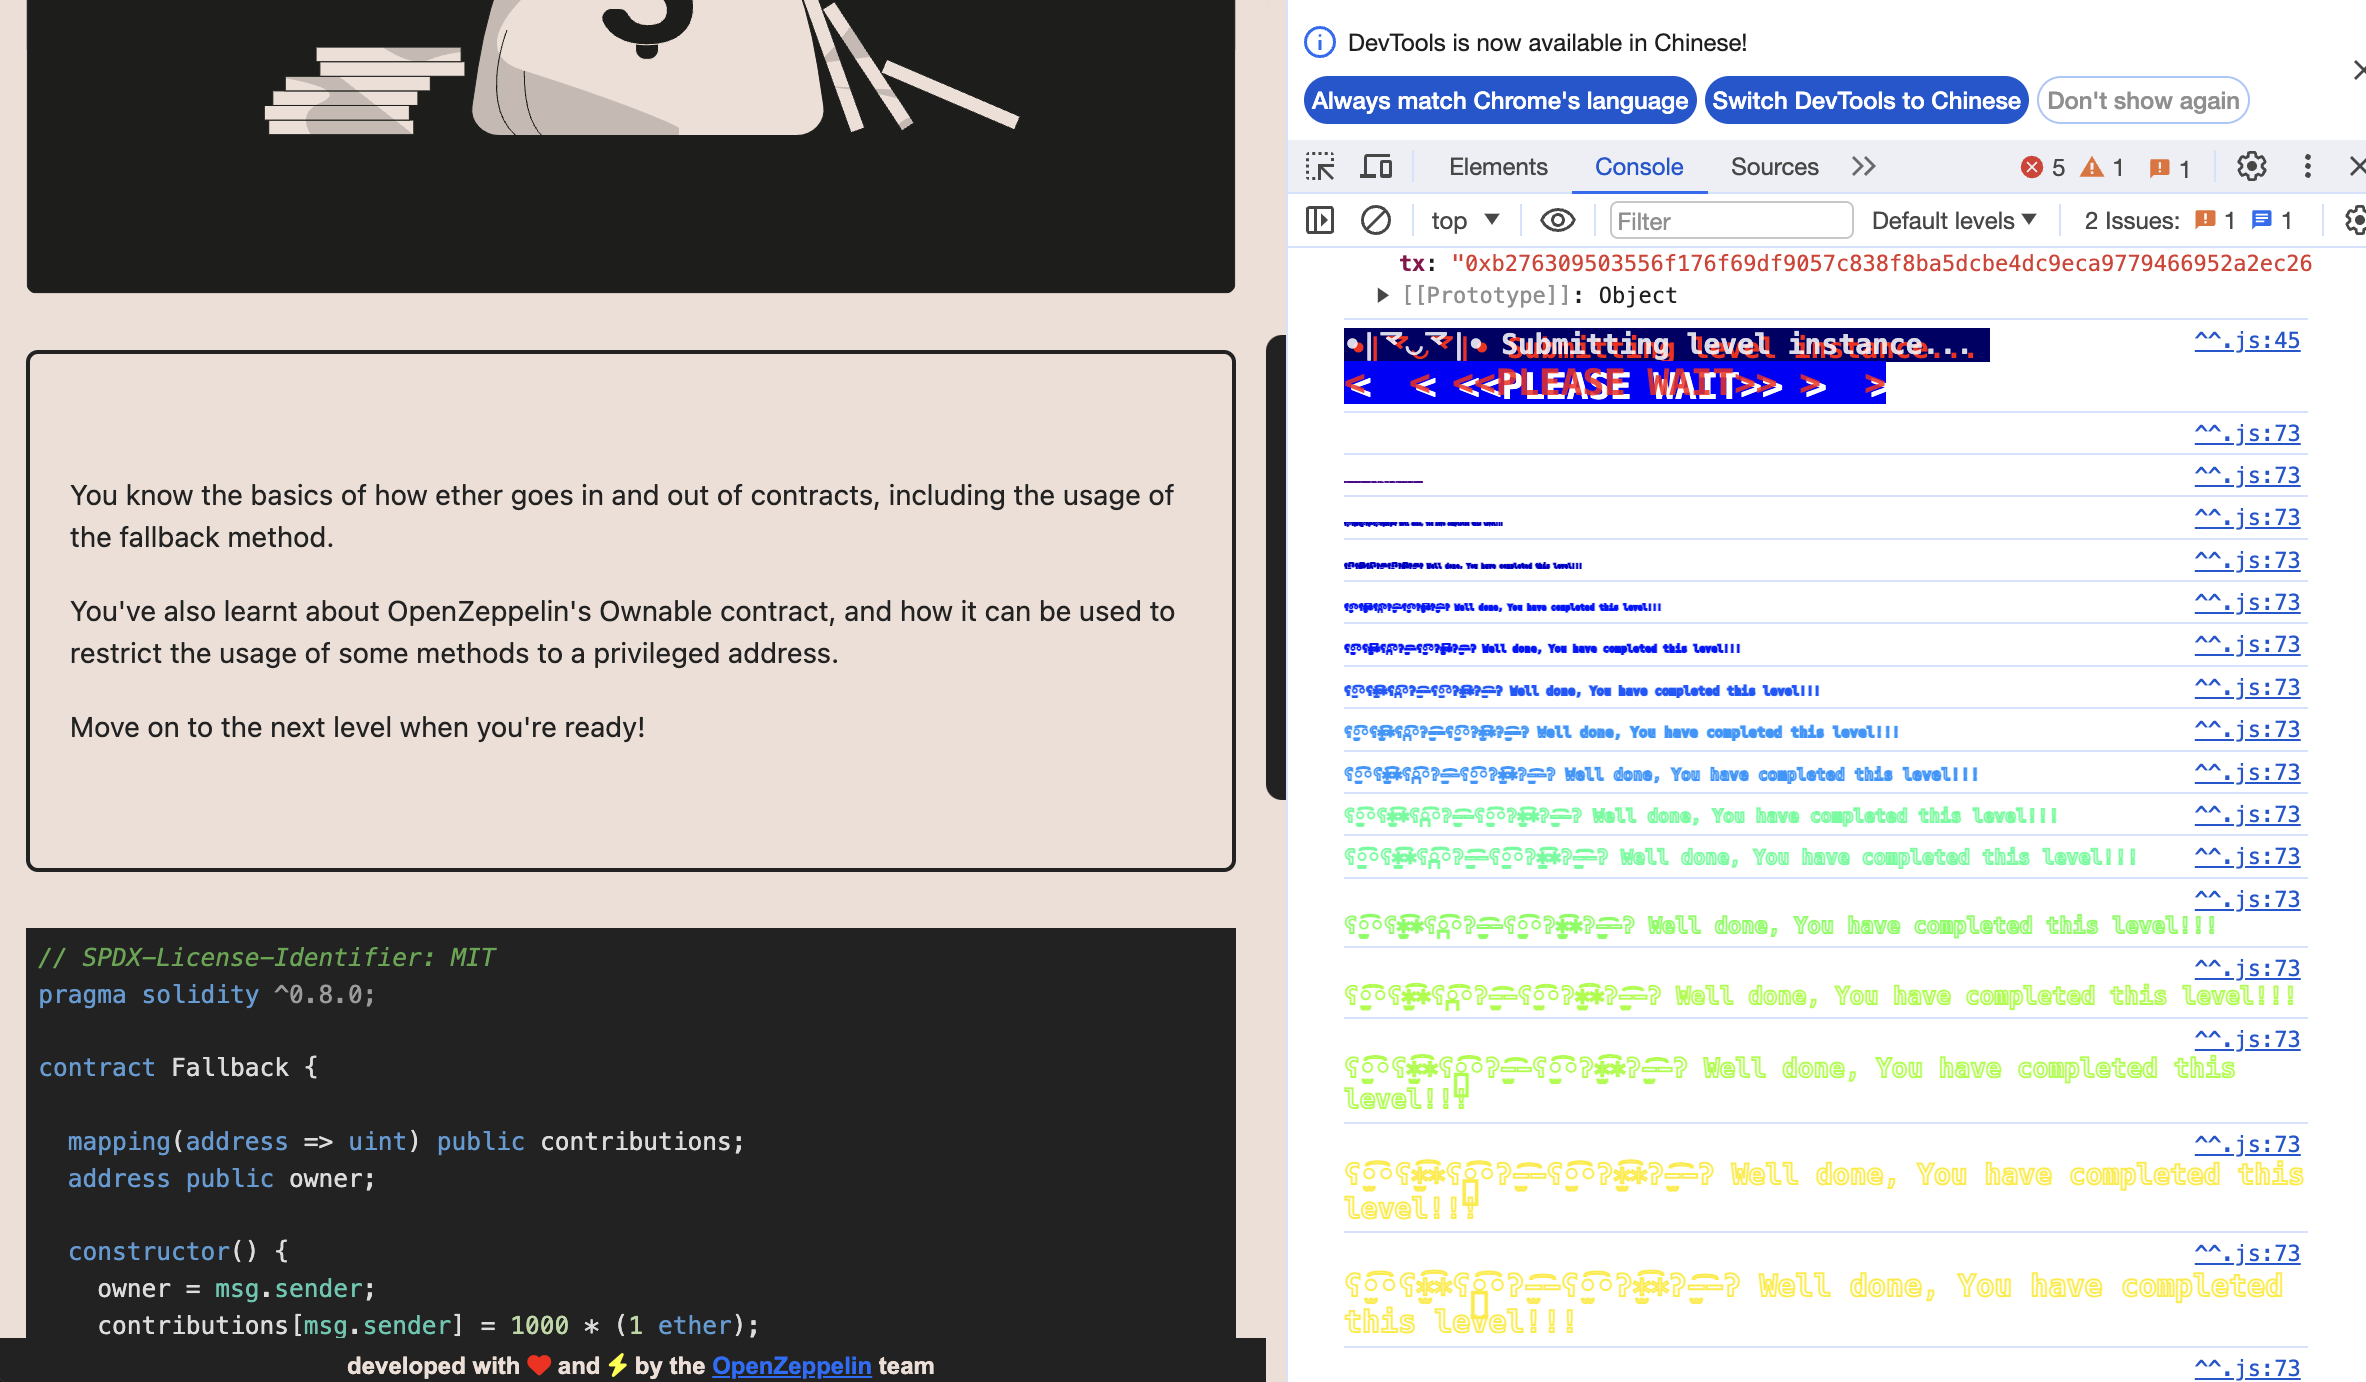 You know the basics of how ether goes in and out of contracts, including the usage of
the fallback method.
You've also learnt about OpenZeppelin's Ownable contract, and how it can be used to
restrict the usage of some methods to a privileged address.
Move on to the next level when you're ready!
// SPDX-License-Identifier: MIT
pragma solidity ^0.8.0;
contract Fallback {
mapping(address => uint) public contributions;
address public owner;
constructor() {
owner = msg.sender;
contributions[msg.sender] = 1000 * (1 ether);
developed with ❤️ and ⚡ by the OpenZeppelin team
DevTools is now available in Chinese!
Always match Chrome's language Switch DevTools to Chinese Don't show again
Elements Console Sources 5 1 1
top Filter Default levels 2 Issues: 1 1
tx: "0xb276309503556f176f69df9057c838f8ba5dcbe4dc9eca9779466952a2ec26
[[Prototype]]: Object
Submitting level instance... ^^.js:45
< < <<PLEASE WAIT>> > >
^^.js:73
^^.js:73
^^.js:73
Well done, You have completed this level!!! ^^.js:73
Well done, You have completed this level!!! ^^.js:73
Well done, You have completed this level!!! ^^.js:73
Well done, You have completed this level!!! ^^.js:73
Well done, You have completed this level!!! ^^.js:73
Well done, You have completed this level!!! ^^.js:73
Well done, You have completed this level!!! ^^.js:73
Well done, You have completed this level!!! ^^.js:73
^^.js:73
Well done, You have completed this level!!!
^^.js:73
Well done, You have completed this level!!!
^^.js:73
Well done, You have completed this
level!!!
^^.js:73
Well done, You have completed this
level!!!
^^.js:73
Well done, You have completed
this level!!!
^^.js:73